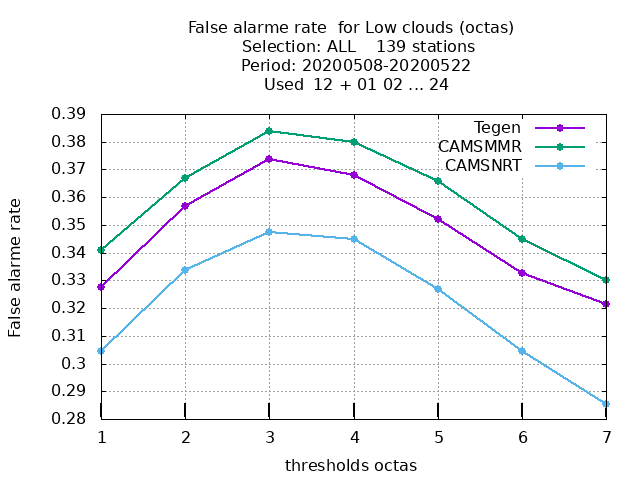 False alarme rate  for Low clouds (octas)
Selection: ALL    139 stations
Period: 20200508-20200522
Used  12 + 01 02 ... 24
Tegen
CAMSMMR
CAMSNRT
False alarme rate
0.39
0.38
0.37
0.36
0.35
0.34
0.33
0.32
0.31
0.3
0.29
0.28
1 2 3 4 5 6 7
thresholds octas